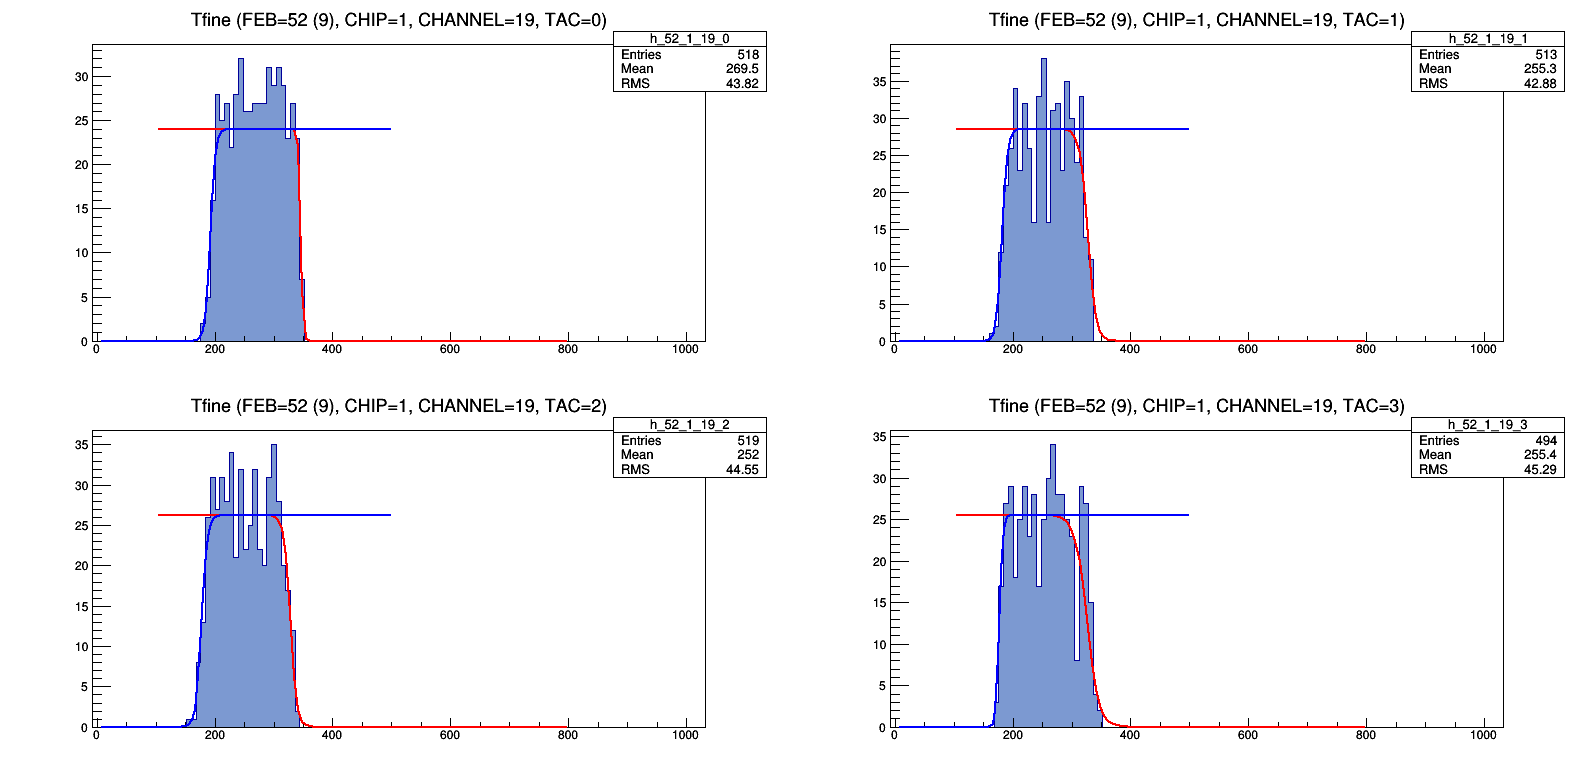 Tfine (FEB=52 (9), CHIP=1, CHANNEL=19, TAC=0)
h_52_1_19_0
Entries 518
Mean 269.5
RMS 43.82
30
25
20
15
10
5
0
0 200 400 600 800 1000
Tfine (FEB=52 (9), CHIP=1, CHANNEL=19, TAC=1)
h_52_1_19_1
Entries 513
Mean 255.3
RMS 42.88
35
30
25
20
15
10
5
0
0 200 400 600 800 1000
Tfine (FEB=52 (9), CHIP=1, CHANNEL=19, TAC=2)
h_52_1_19_2
Entries 519
Mean 252
RMS 44.55
35
30
25
20
15
10
5
0
0 200 400 600 800 1000
Tfine (FEB=52 (9), CHIP=1, CHANNEL=19, TAC=3)
h_52_1_19_3
Entries 494
Mean 255.4
RMS 45.29
35
30
25
20
15
10
5
0
0 200 400 600 800 1000